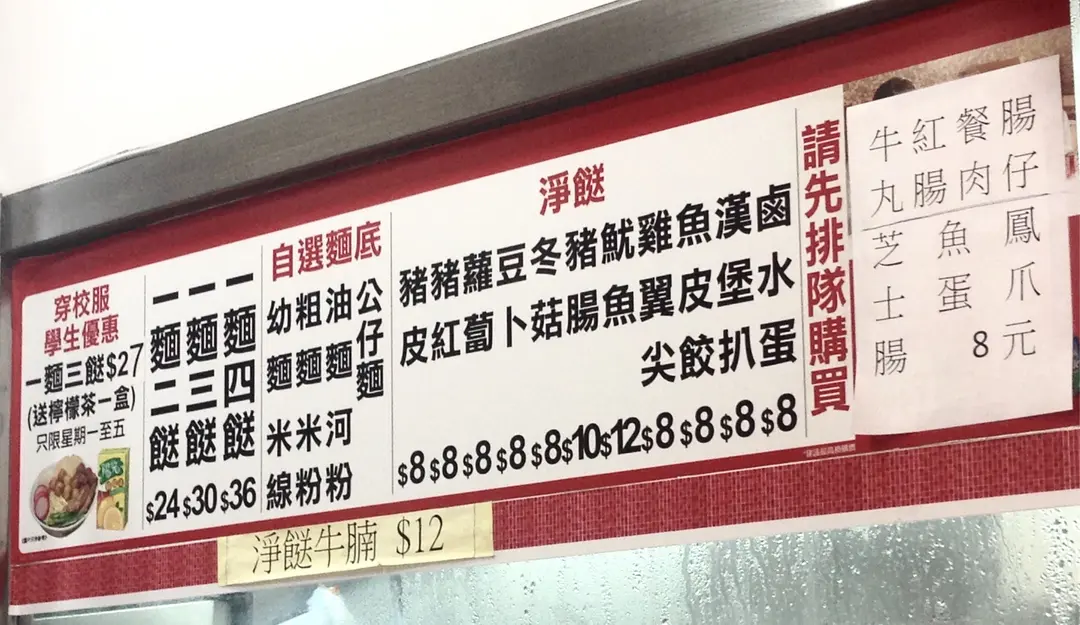 穿校服
學生優惠
一麵三餸$27
(送檸檬茶一盒)
只限星期一至五
一麵二餸 $24
一麵三餸 $30
一麵四餸 $36
自選麵底
幼麵
粗麵
油麵
公仔麵
米線
米粉
河粉
淨餸
豬皮 $8
豬紅 $8
蘿蔔 $8
豆卜 $8
冬菇 $8
豬腸 $10
魷魚 $12
雞翼尖 $8
魚皮餃 $8
漢堡扒 $8
鹵水蛋 $8
請先排隊購買
牛丸
紅腸
餐肉
腸仔
芝士腸
魚蛋
鳳爪
8元
淨餸牛腩 $12